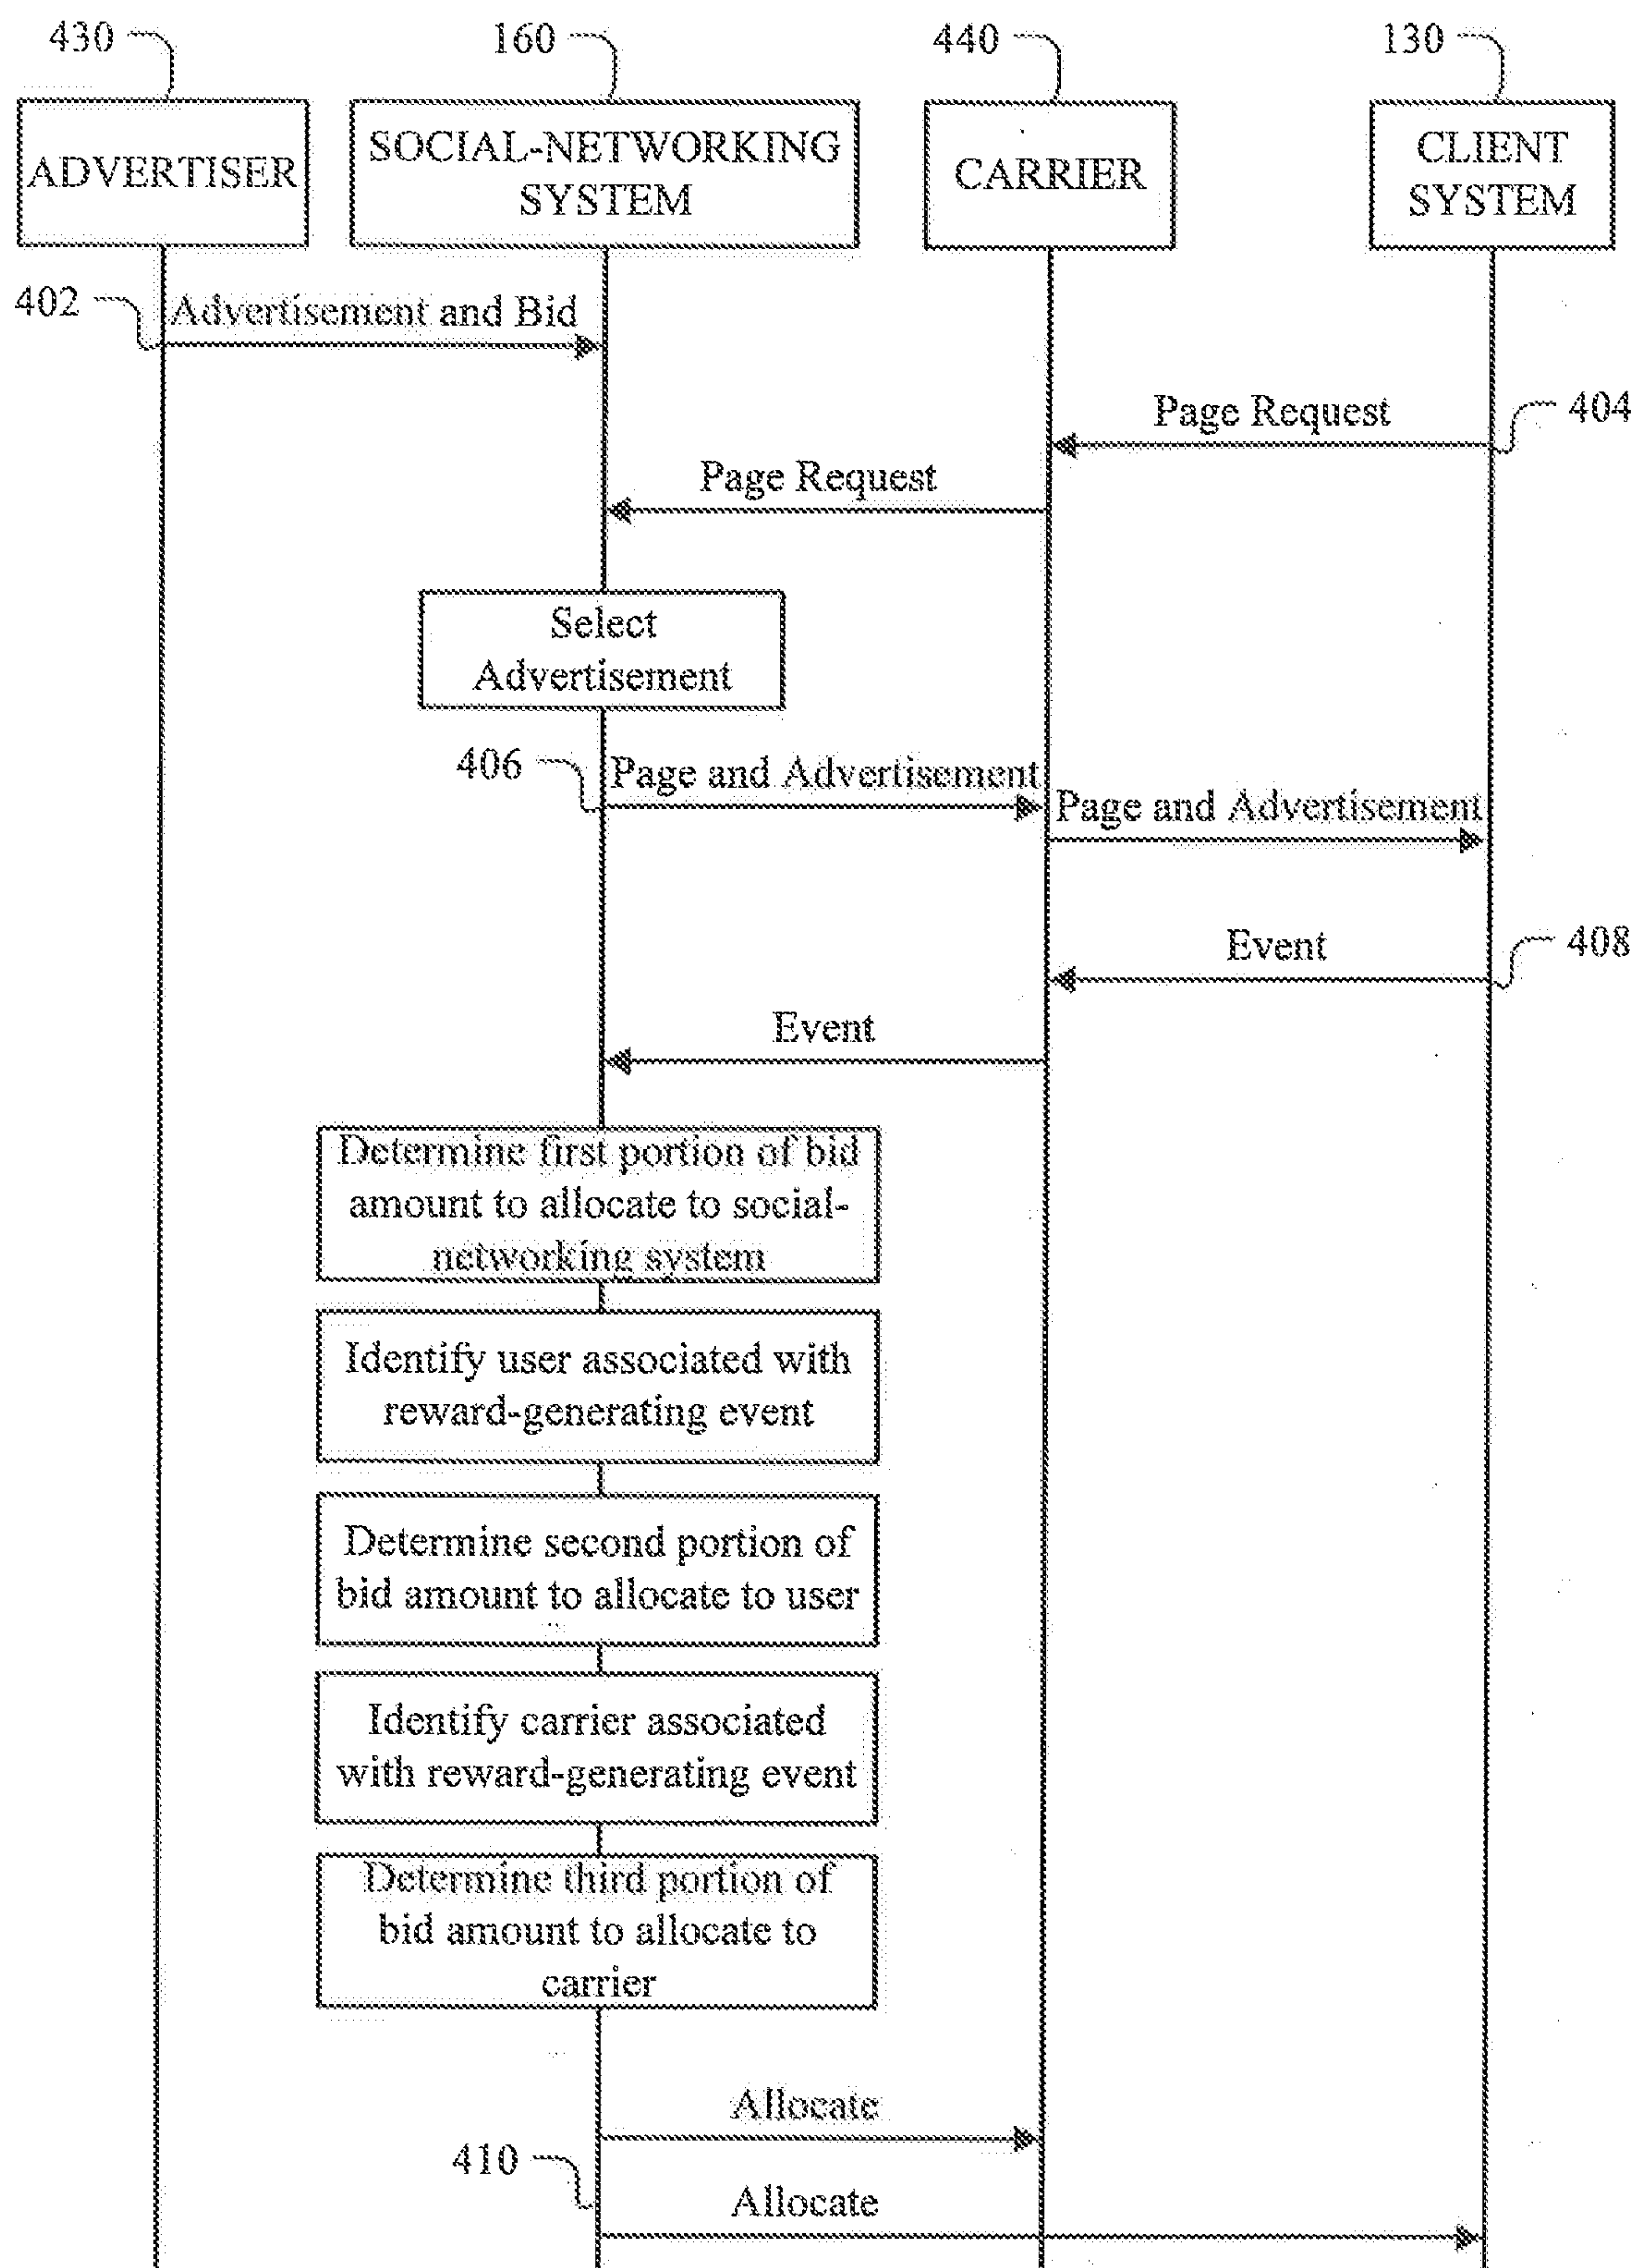 430
160
440
130
ADVERTISER
SOCIAL-NETWORKING
SYSTEM
CARRIER
CLIENT
SYSTEM
402
Advertisement and Bid
Page Request
404
Page Request
Select
Advertisement
406
Page and Advertisement
Page and Advertisement
Event
408
Event
Determine first portion of bid
amount to allocate to social-
networking system
Identify user associated with
reward-generating event
Determine second portion of
bid amount to allocate to user
Identify carrier associated
with reward-generating event
Determine third portion of
bid amount to allocate to
carrier
Allocate
410
Allocate